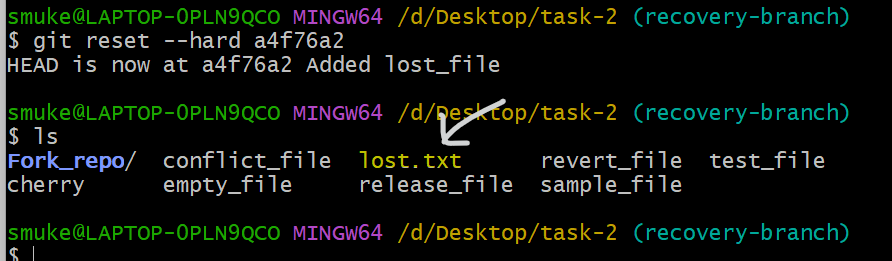 smuke@LAPTOP-0PLN9QCO MINGW64 /d/Desktop/task-2 (recovery-branch)
$ git reset --hard a4f76a2
HEAD is now at a4f76a2 Added lost_file
smuke@LAPTOP-0PLN9QCO MINGW64 /d/Desktop/task-2 (recovery-branch)
$ ls
Fork_repo/  conflict_file  lost.txt      revert_file  test_file
cherry      empty_file     release_file  sample_file
smuke@LAPTOP-0PLN9QCO MINGW64 /d/Desktop/task-2 (recovery-branch)
$